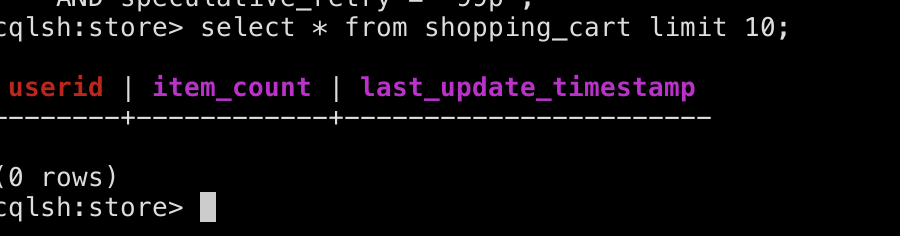 AND speculative_retry = '99p';
cqlsh:store> select * from shopping_cart limit 10;
userid | item_count | last_update_timestamp
--------+------------+-----------------------
(0 rows)
cqlsh:store>